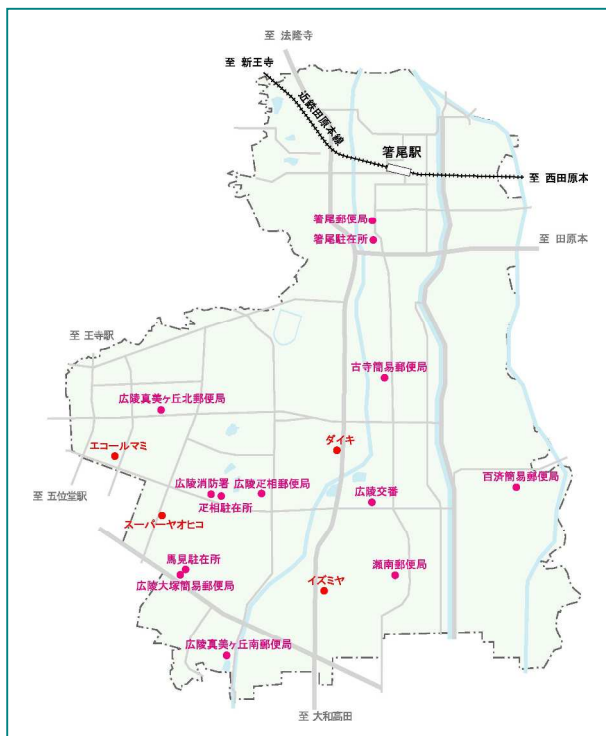 至 法隆寺
至 新王寺
近鉄田原本線
箸尾駅
至 西田原本
箸尾郵便局
箸尾駐在所
至 田原本
至 王寺駅
古寺簡易郵便局
広陵真美ヶ丘北郵便局
エコールマミ
ダイキ
広陵消防署
広陵疋相郵便局
百済簡易郵便局
至 五位堂駅
疋相駐在所
広陵交番
スーパーヤオヒコ
馬見駐在所
瀬南郵便局
広陵大塚簡易郵便局
イズミヤ
広陵真美ヶ丘南郵便局
至 大和高田